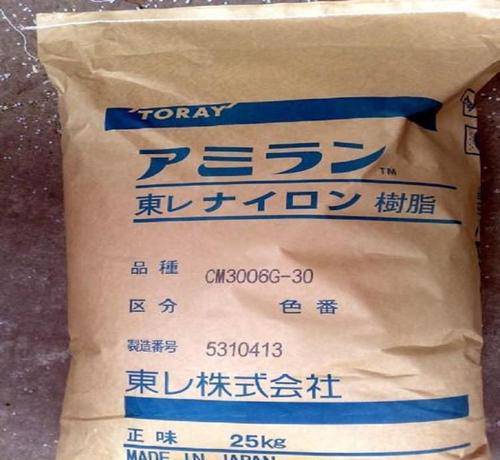 TORAY
アミラン™
東レ ナイロン 樹脂
品種 CM3006G-30
区分 色番
製造番号 5310413
東レ株式会社
正味 25kg
MADE IN JAPAN